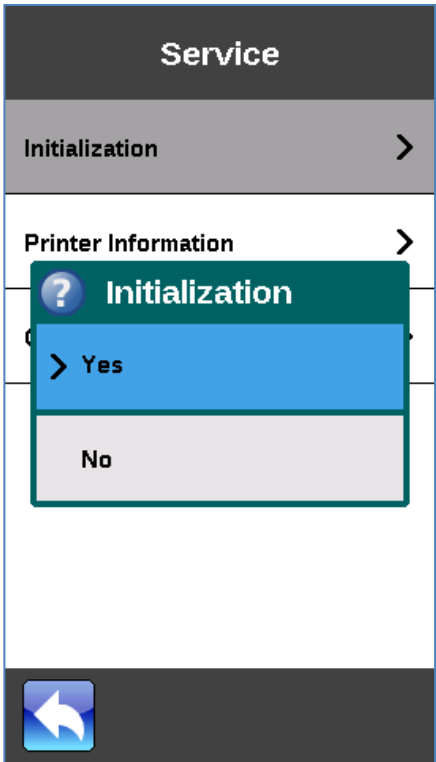 Service
Initialization
Printer Information
? Initialization
Yes
No